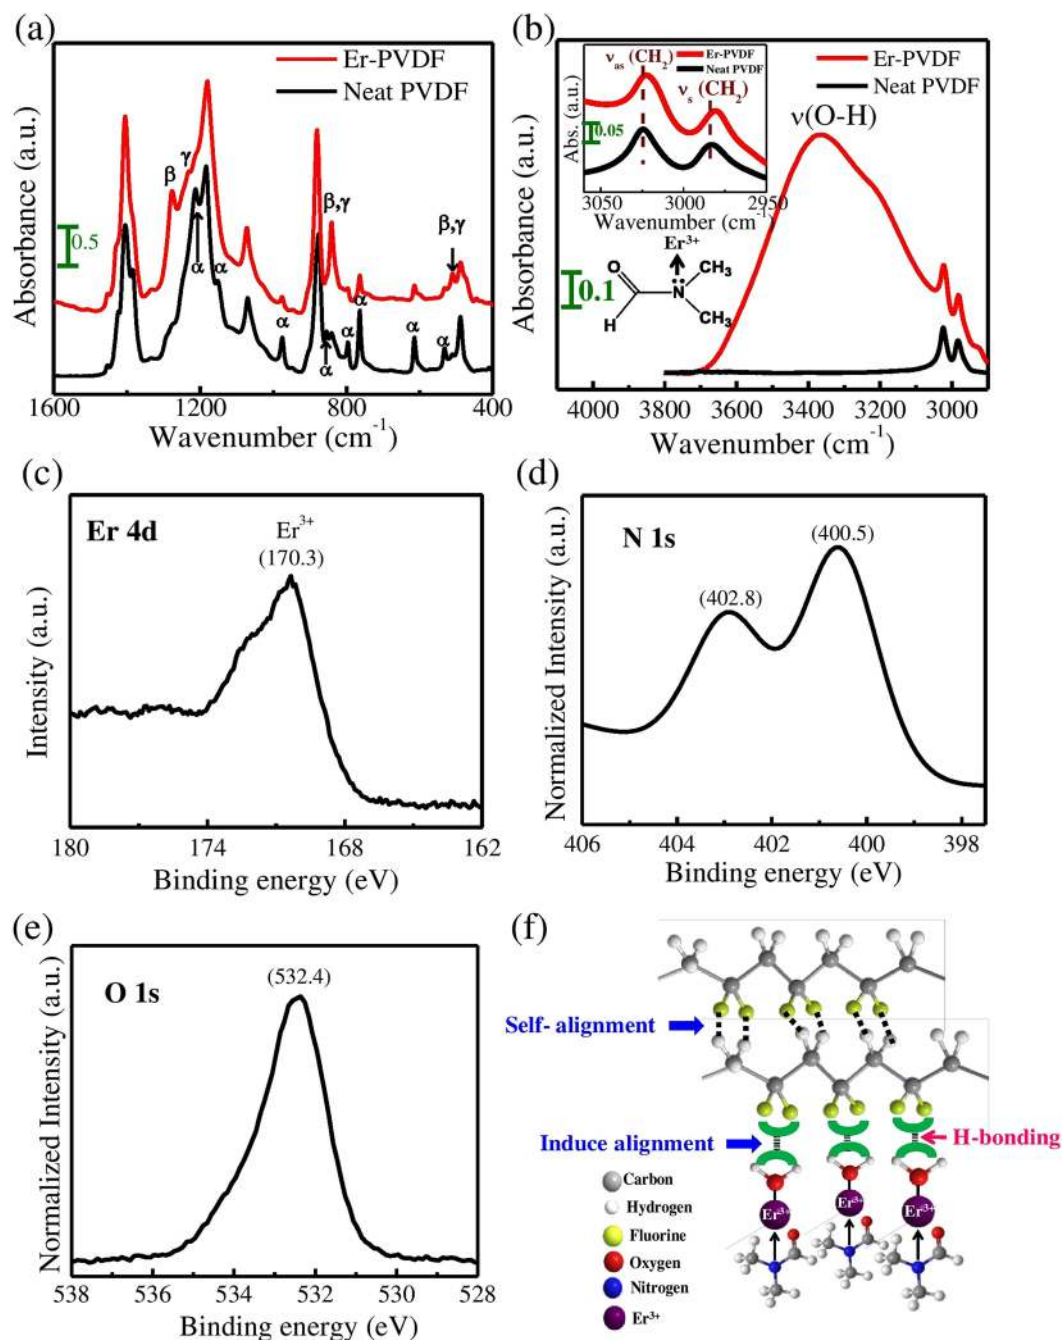 (a)
Er-PVDF
Neat PVDF
β
γ
β,γ
β,γ
0.5
α
α
α
α
α
α
α
α
Absorbance (a.u.)
1600
1200
800
400
Wavenumber (cm⁻¹)
(b)
νas (CH₂)
Er-PVDF
Neat PVDF
νs (CH₂)
0.05
Abs. (a.u.)
3050
3000
2950
Wavenumber (cm⁻¹)
Er-PVDF
Neat PVDF
ν(O-H)
Er³⁺
O
CH₃
N
H
CH₃
0.1
Absorbance (a.u.)
4000
3800
3600
3400
3200
3000
Wavenumber (cm⁻¹)
(c)
Er 4d
Er³⁺
(170.3)
Intensity (a.u.)
180
174
168
162
Binding energy (eV)
(d)
N 1s
(400.5)
(402.8)
Normalized Intensity (a.u.)
406
404
402
400
398
Binding energy (eV)
(e)
O 1s
(532.4)
Normalized Intensity (a.u.)
538
536
534
532
530
528
Binding energy (eV)
(f)
Self- alignment
Induce alignment
H-bonding
Carbon
Hydrogen
Fluorine
Oxygen
Nitrogen
Er³⁺
Er³⁺
Er³⁺
Er³⁺